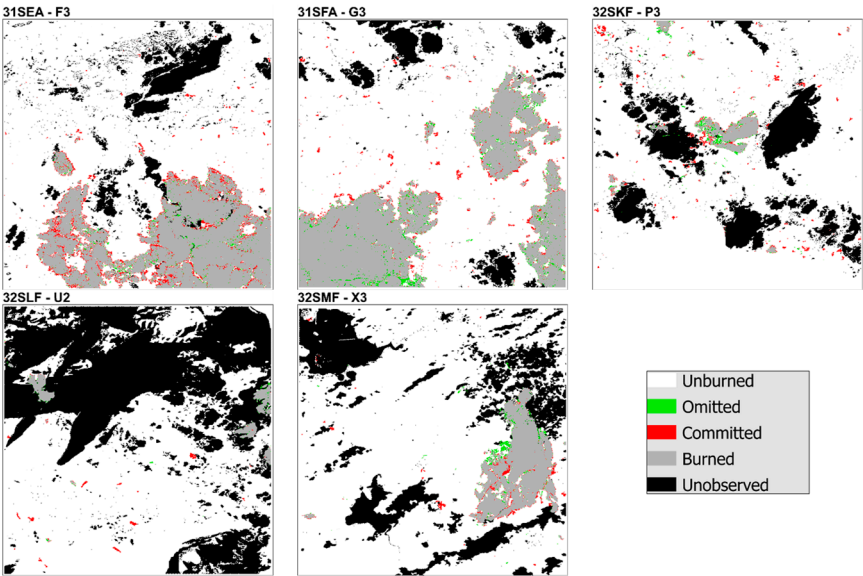 31SEA - F3
31SFA - G3
32SKF - P3
32SLF - U2
32SMF - X3
Unburned
Omitted
Committed
Burned
Unobserved